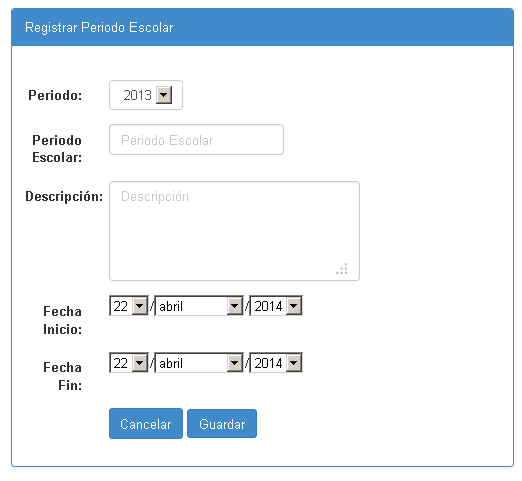 Registrar Periodo Escolar
Periodo: 2013
Periodo Escolar: Periodo Escolar
Descripción: Descripción
Fecha Inicio: 22 / abril / 2014
Fecha Fin: 22 / abril / 2014
Cancelar Guardar